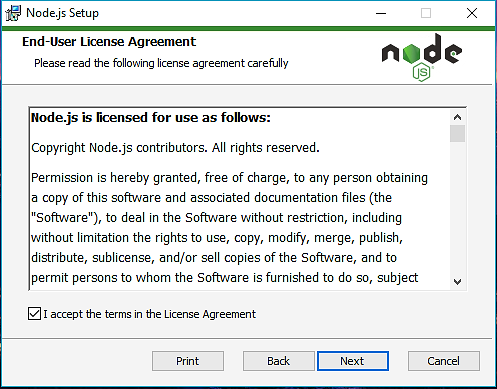 Node.js Setup
End-User License Agreement
Please read the following license agreement carefully
node
JS
Node.js is licensed for use as follows:
Copyright Node.js contributors. All rights reserved.
Permission is hereby granted, free of charge, to any person obtaining
a copy of this software and associated documentation files (the
"Software"), to deal in the Software without restriction, including
without limitation the rights to use, copy, modify, merge, publish,
distribute, sublicense, and/or sell copies of the Software, and to
permit persons to whom the Software is furnished to do so, subject
I accept the terms in the License Agreement
Print
Back
Next
Cancel